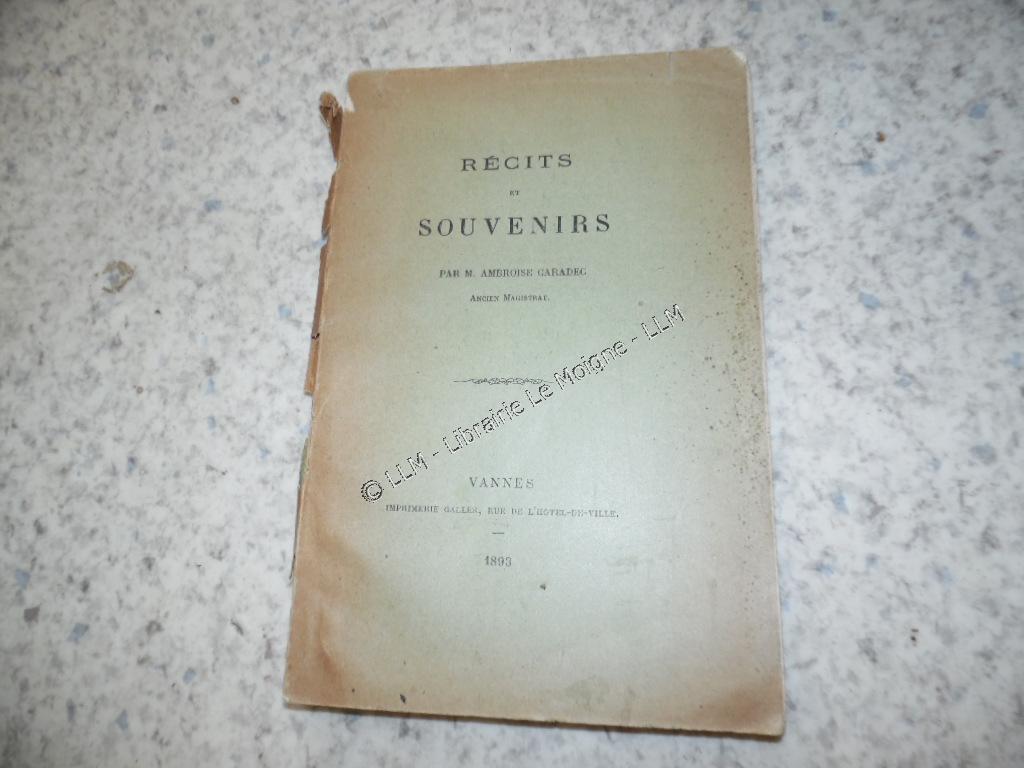 RÉCITS
ET
SOUVENIRS
PAR M. AMBROISE CARADEC
ANCIEN MAGISTRAT.
© LLM - Librairie Le Moigne - LLM
VANNES
IMPRIMERIE GALLES, RUE DE L'HOTEL-DE-VILLE.
1893